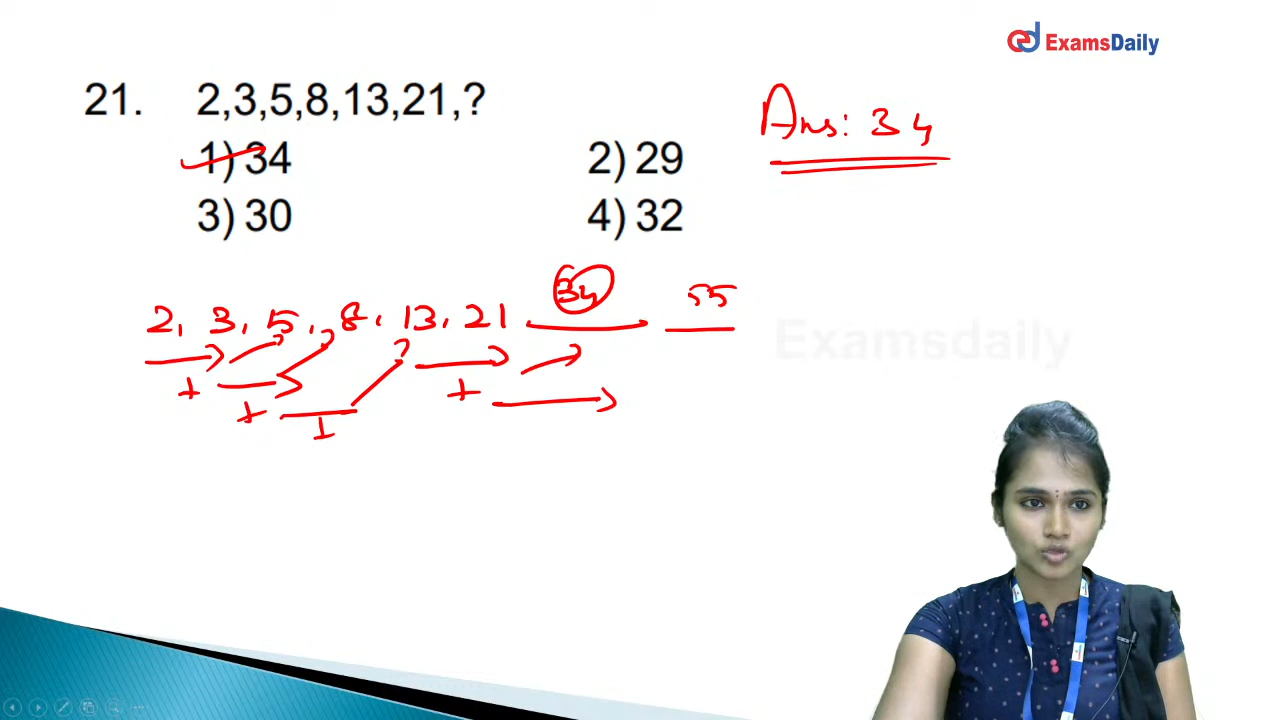 ExamsDaily
21. 2,3,5,8,13,21,?
Ans: 34
1) 34 2) 29
3) 30 4) 32
2, 3, 5, 8, 13, 21 34 55
+ + + +
Examsdaily